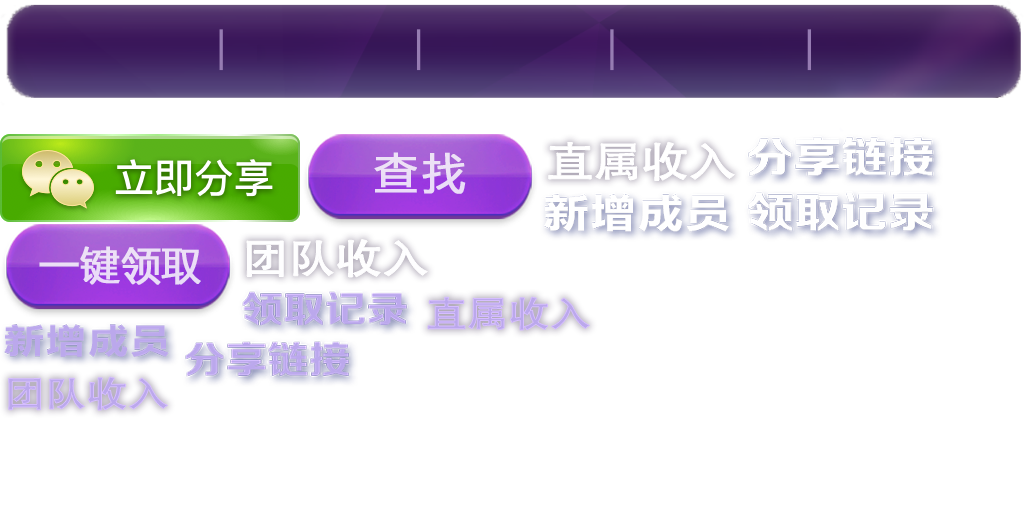 立即分享
查找
直属收入
分享链接
新增成员
领取记录
一键领取
团队收入
领取记录
直属收入
新增成员
分享链接
团队收入